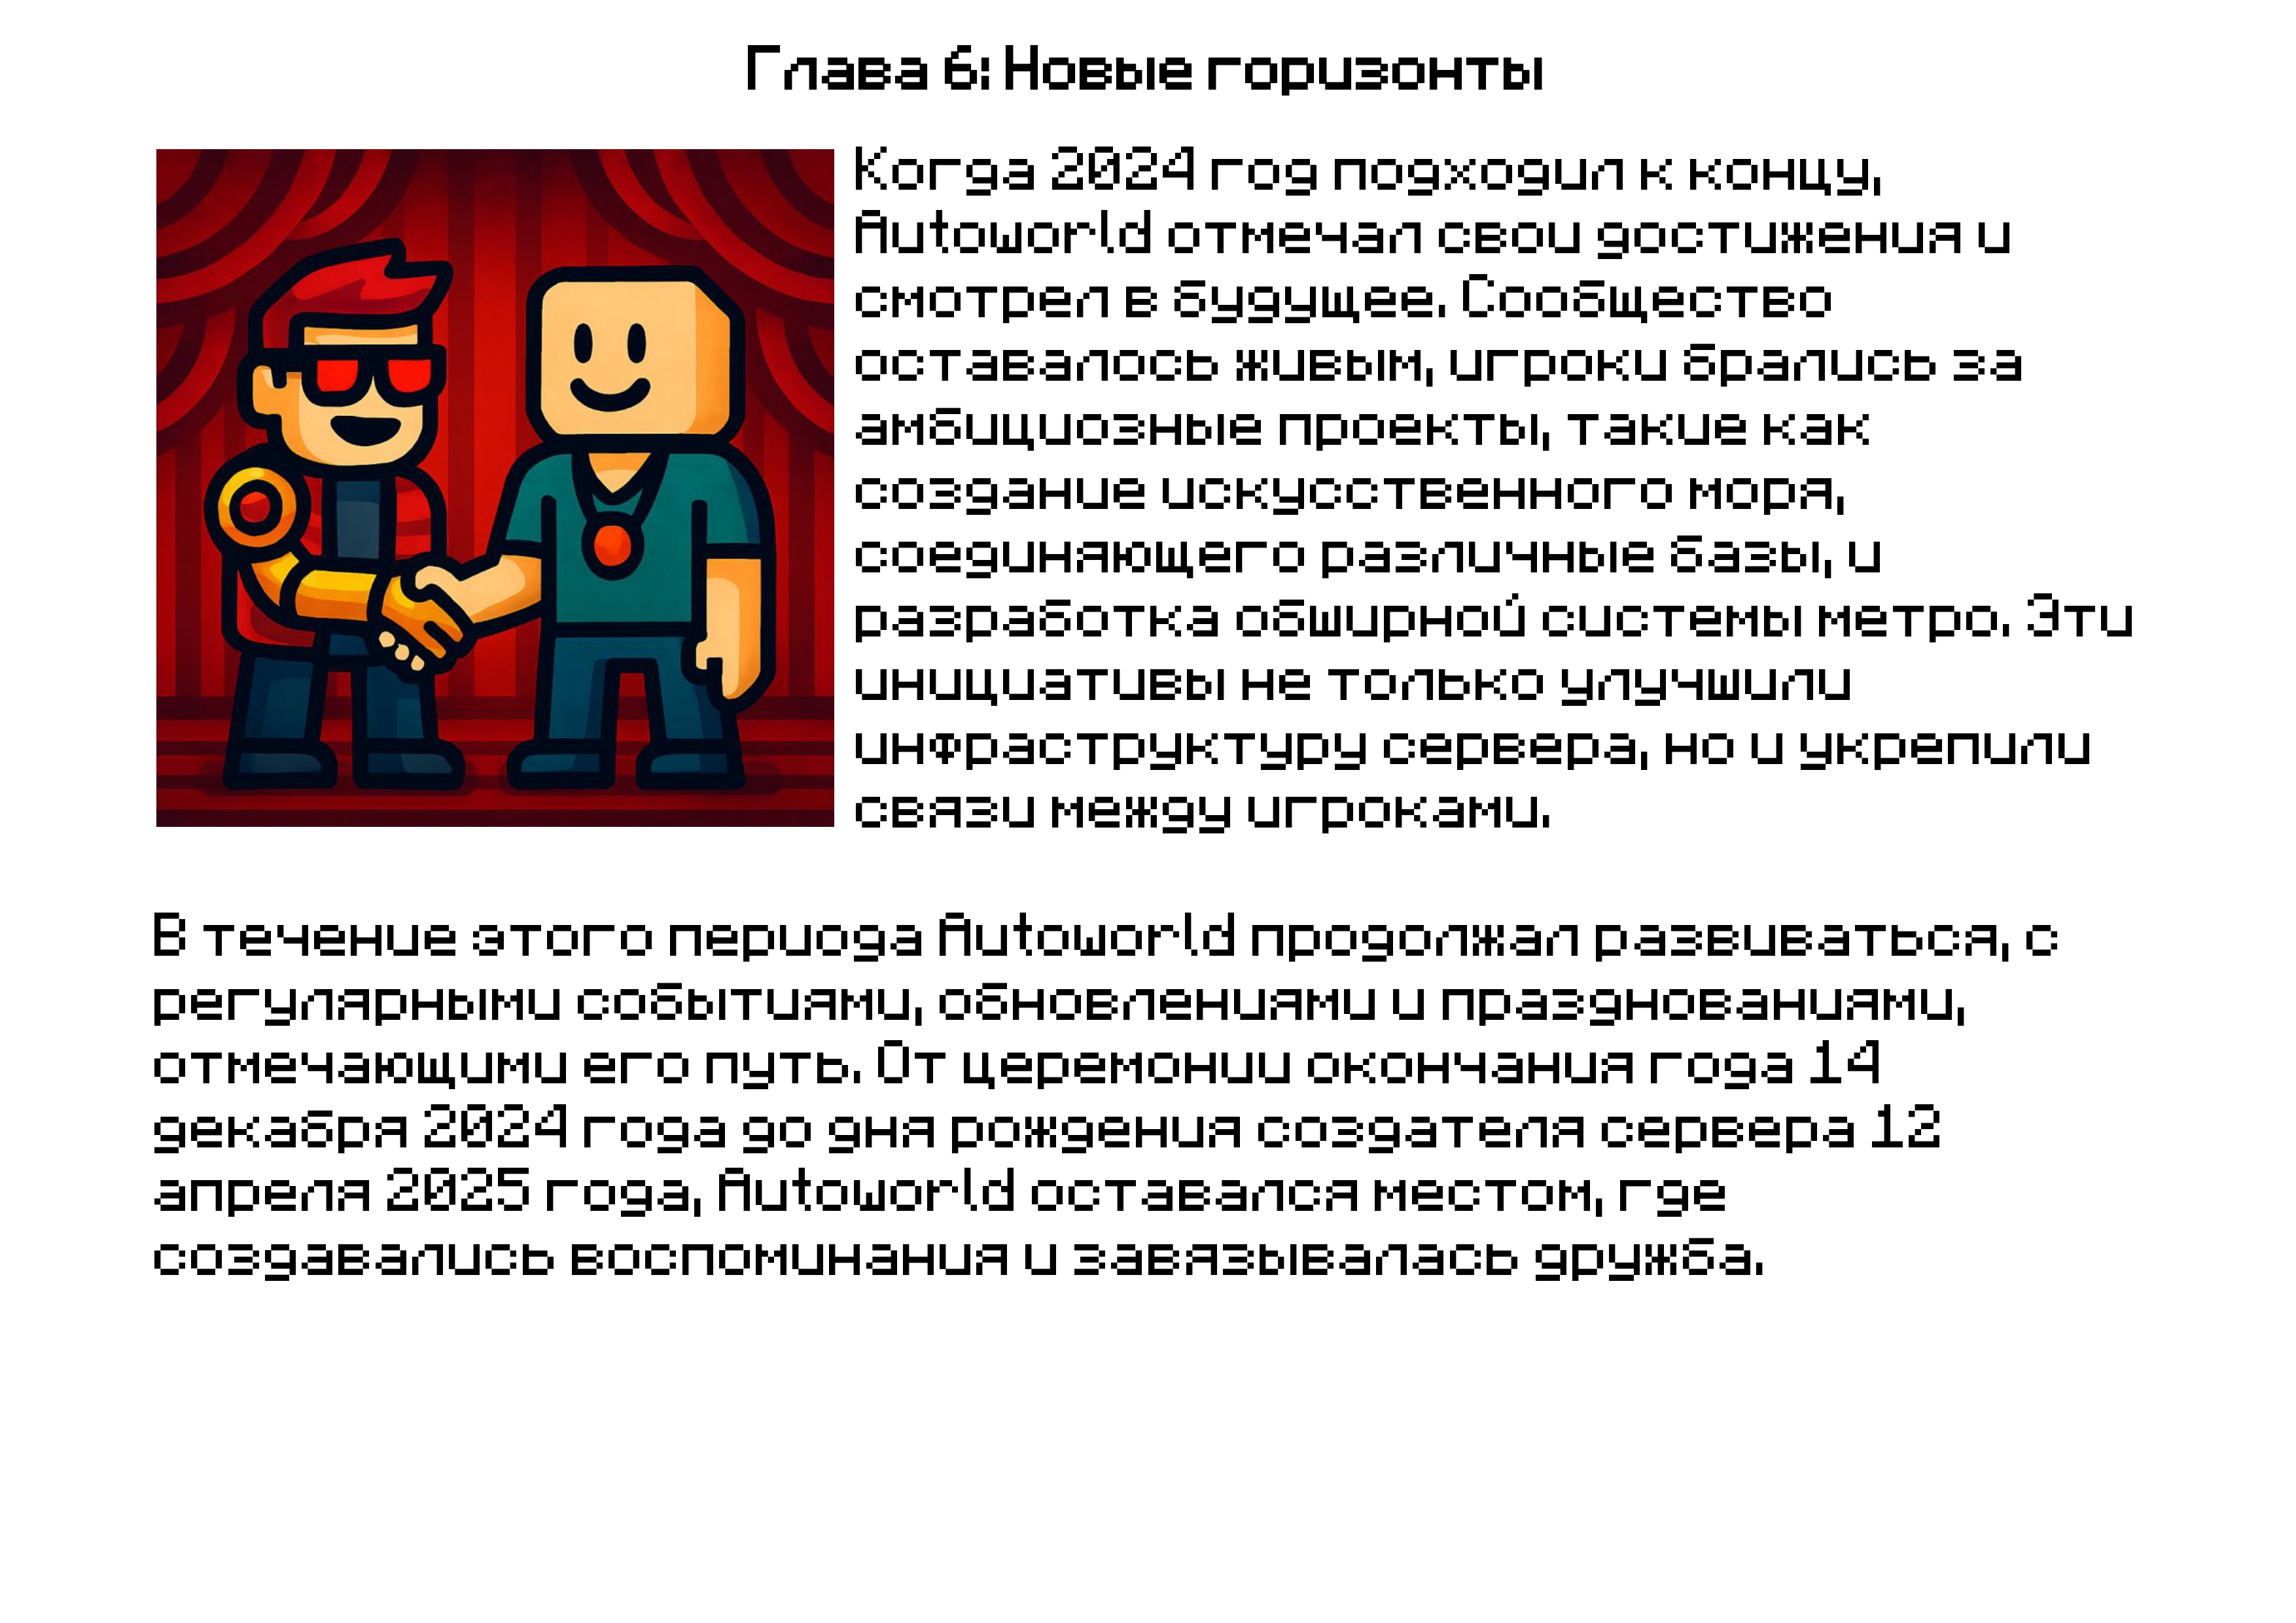 Глава 6: Новые горизонты
Когда 2024 год подходил к концу,
Autoworld отмечал свои достижения и
смотрел в будущее. Сообщество
оставалось живым, игроки брались за
амбициозные проекты, такие как
создание искусственного моря,
соединяющего различные базы, и
разработка обширной системы метро. Эти
инициативы не только улучшили
инфраструктуру сервера, но и укрепили
связи между игроками.
В течение этого периода Autoworld продолжал развиваться, с
регулярными событиями, обновлениями и празднованиями,
отмечающими его путь. От церемонии окончания года 14
декабря 2024 года до дня рождения создателя сервера 12
апреля 2025 года, Autoworld оставался местом, где
создавались воспоминания и завязывалась дружба.